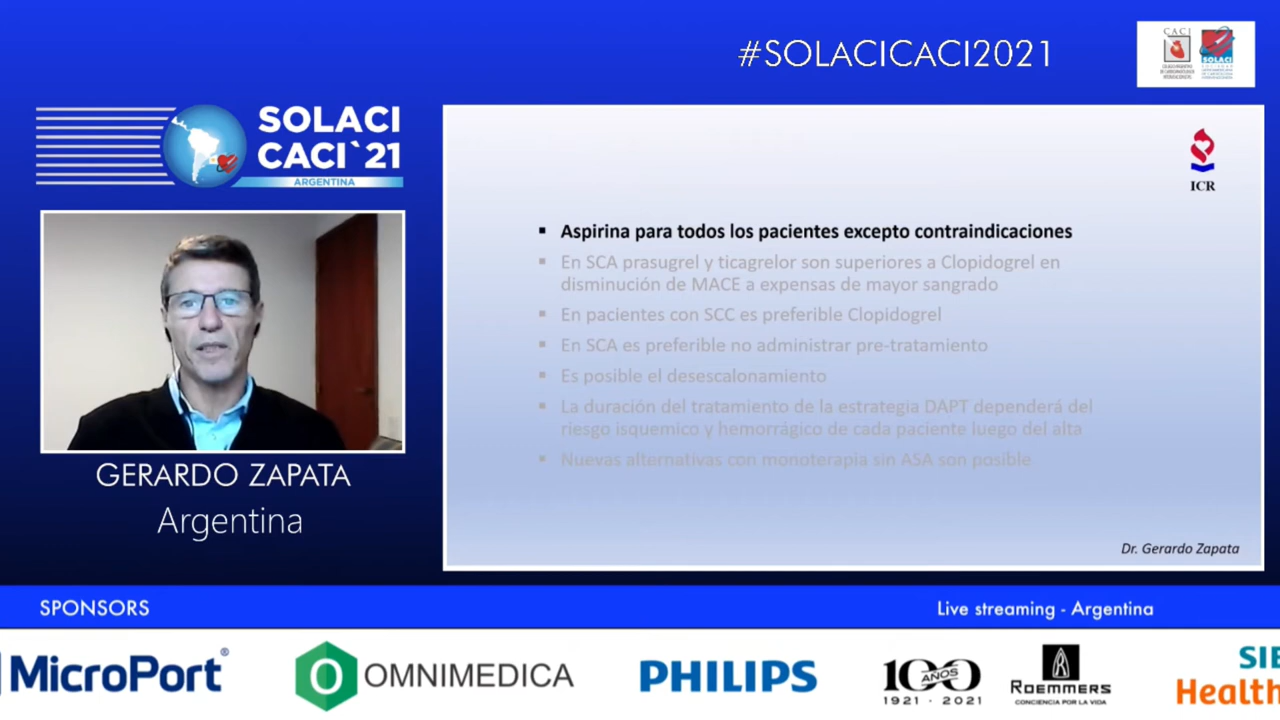 #SOLACICACI2021
CACI
SOLACI
SOLACI
CACI`21
ARGENTINA
ICR
▪ Aspirina para todos los pacientes excepto contraindicaciones
▪ En SCA prasugrel y ticagrelor son superiores a Clopidogrel en
disminución de MACE a expensas de mayor sangrado
▪ En pacientes con SCC es preferible Clopidogrel
▪ En SCA es preferible no administrar pre-tratamiento
▪ Es posible el desescalonamiento
▪ La duración del tratamiento de la estrategia DAPT dependerá del
riesgo isquemico y hemorrágico de cada paciente luego del alta
▪ Nuevas alternativas con monoterapia sin ASA son posible
Dr. Gerardo Zapata
GERARDO ZAPATA
Argentina
SPONSORS
Live streaming - Argentina
MicroPort®
OMNIMEDICA
PHILIPS
100
AÑOS
1921 - 2021
ROEMMERS
CONCIENCIA POR LA VIDA
SIE
Health